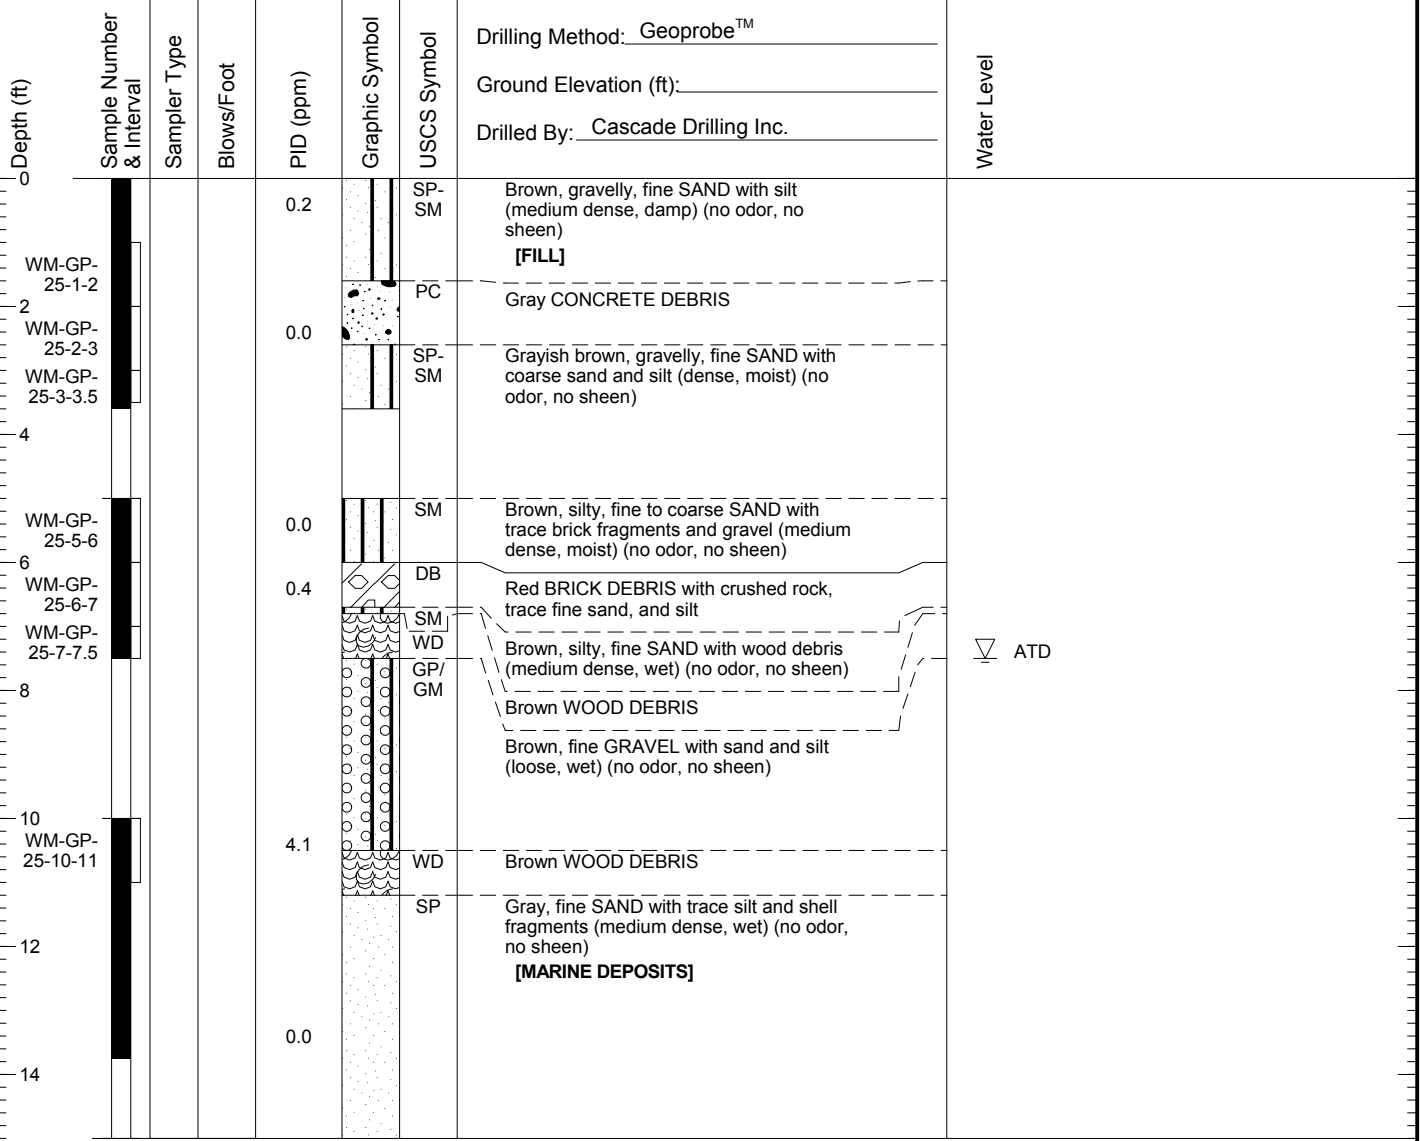 Drilling Method: Geoprobe™
Ground Elevation (ft):
Drilled By: Cascade Drilling Inc.
Depth (ft)
Sample Number
& Interval
Sampler Type
Blows/Foot
PID (ppm)
Graphic Symbol
USCS Symbol
Water Level
0
0.2
SP-
SM
Brown, gravelly, fine SAND with silt
(medium dense, damp) (no odor, no
sheen)
[FILL]
WM-GP-
25-1-2
PC
Gray CONCRETE DEBRIS
2
WM-GP-
25-2-3
0.0
SP-
SM
Grayish brown, gravelly, fine SAND with
coarse sand and silt (dense, moist) (no
odor, no sheen)
WM-GP-
25-3-3.5
4
SM
Brown, silty, fine to coarse SAND with
trace brick fragments and gravel (medium
dense, moist) (no odor, no sheen)
WM-GP-
25-5-6
0.0
6
DB
Red BRICK DEBRIS with crushed rock,
trace fine sand, and silt
WM-GP-
25-6-7
0.4
SM
Brown, silty, fine SAND with wood debris
(medium dense, wet) (no odor, no sheen)
WM-GP-
25-7-7.5
WD
Brown WOOD DEBRIS
ATD
GP/
GM
8
Brown, fine GRAVEL with sand and silt
(loose, wet) (no odor, no sheen)
10
WM-GP-
25-10-11
4.1
WD
Brown WOOD DEBRIS
SP
Gray, fine SAND with trace silt and shell
fragments (medium dense, wet) (no odor,
no sheen)
[MARINE DEPOSITS]
12
0.0
14